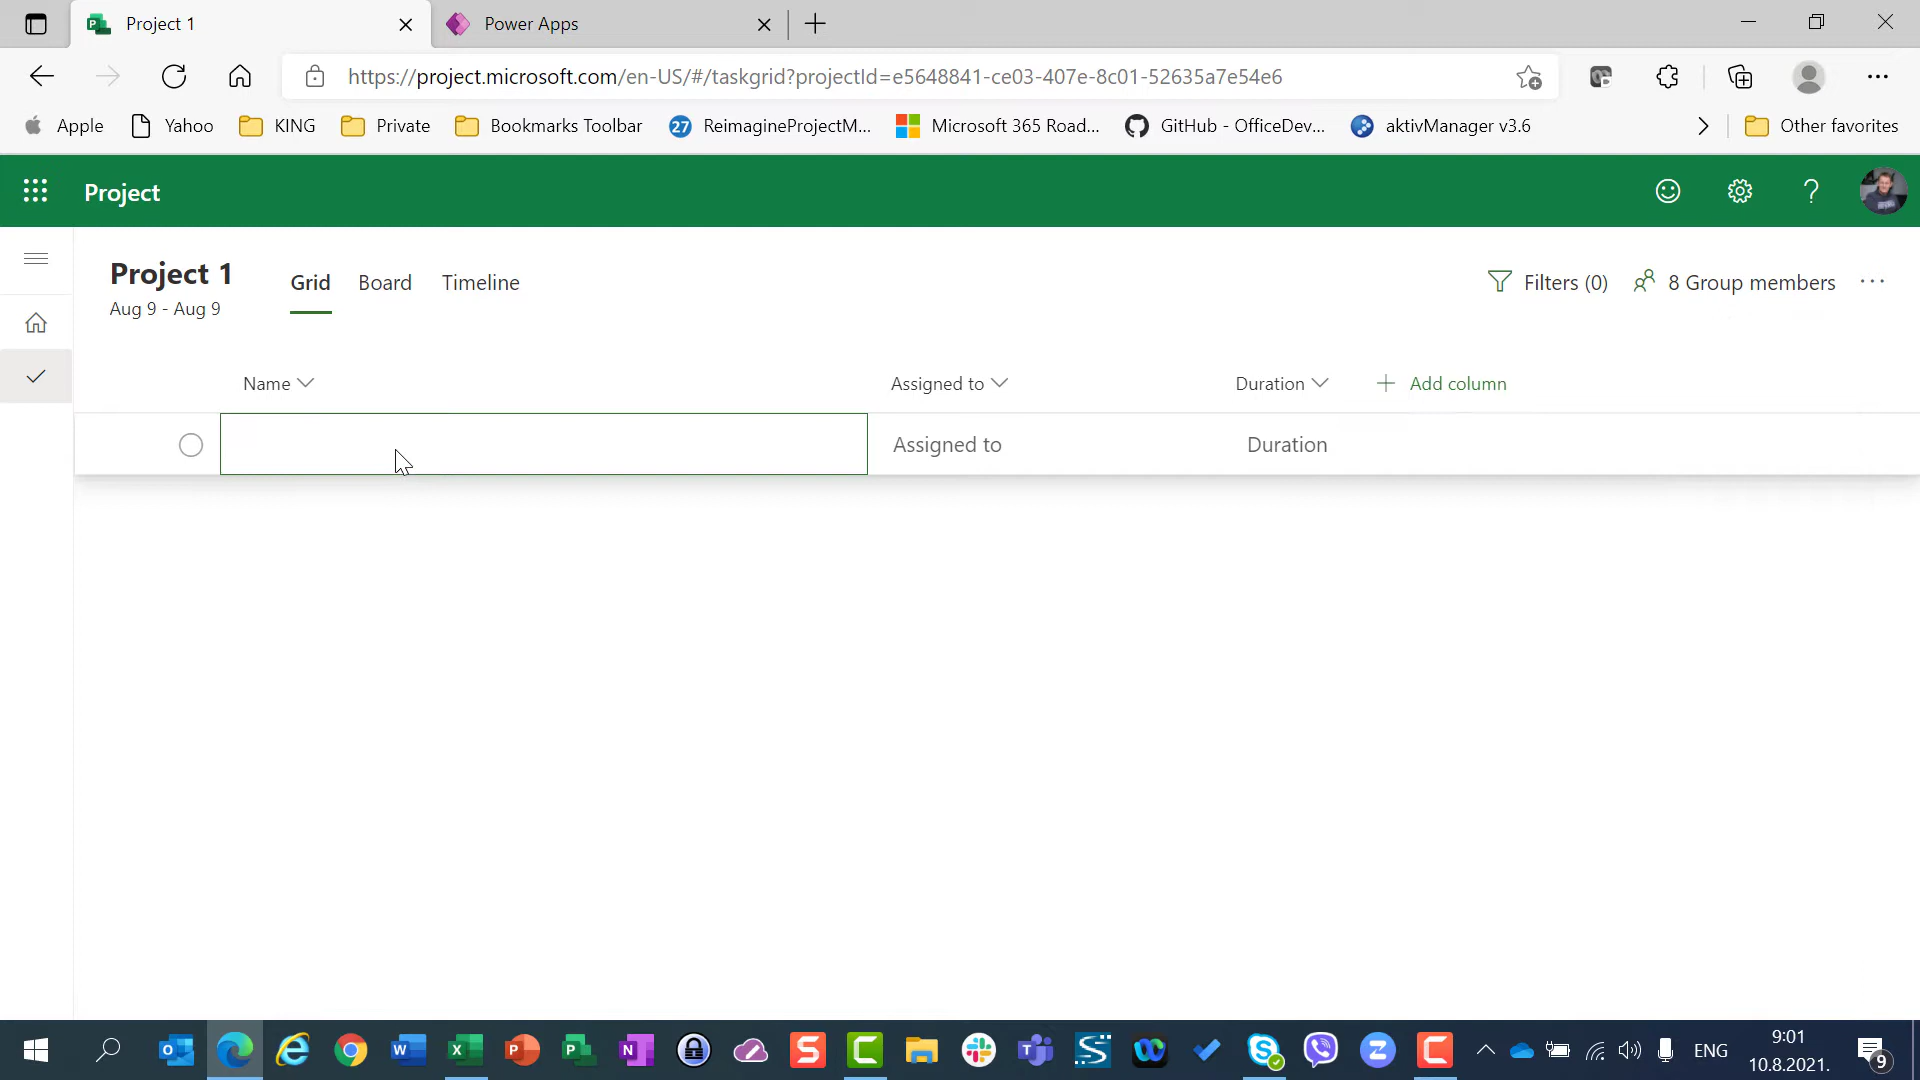 Project 1
Power Apps
https://project.microsoft.com/en-US/#/taskgrid?projectId=e5648841-ce03-407e-8c01-52635a7e54e6
Apple
Yahoo
KING
Private
Bookmarks Toolbar
27
ReimagineProjectM...
Microsoft 365 Road...
GitHub - OfficeDev...
aktivManager v3.6
Other favorites
Project
Project 1
Aug 9 - Aug 9
Grid
Board
Timeline
Filters (0)
8 Group members
Name
Assigned to
Duration
Add column
Assigned to
Duration
ENG
9:01
10.8.2021.
9